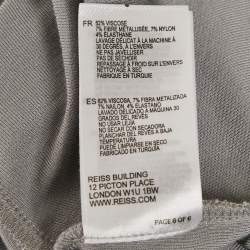 FR 82% VISCOSE
7% FIBRE METALLISÉE, 7% NYLON
4% ELASTHANE
LAVAGE DÉLICAT À LA MACHINE À
30 DEGRÉS, À L'ENVERS
NE PAS JAVELLISER
PAS DE SÈCHOIR
REPASSAGE À FROID SUR L'ENVERS
NETTOYAGE À SEC
FABRIQUÉ EN TURQUIE
ES 82% VISCOSA, 7% FIBRA METALIZADA
7% NAILON, 4% ELASTANO
LAVADO DELICADO A MÁQUINA 30
GRADOS DEL REVÉS
NO USAR LEJÍA
NO SECAR CON SECADORA
PLANCHAR DEL REVÉS A BAJA
TEMPERATURA
PUEDE LIMPIARSE EN SECO
FABRICADO EN TURQUÍA
REISS BUILDING
12 PICTON PLACE
LONDON W1U 1BW
WWW.REISS.COM
PAGE 6 OF 6